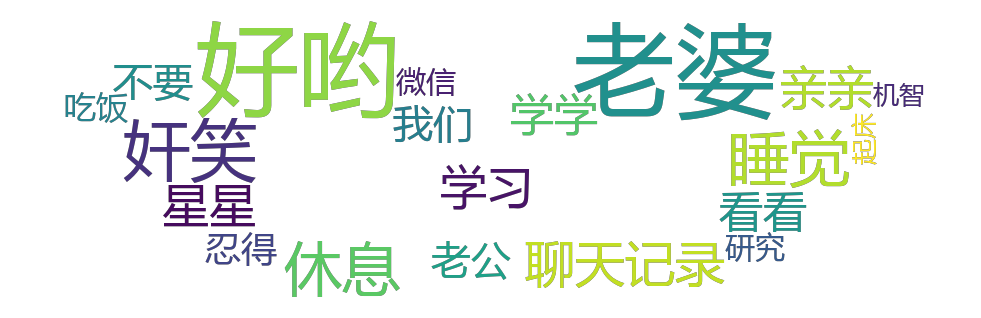 好哟
老婆
不要
微信
亲亲
机智
吃饭
我们
学学
奸笑
睡觉
起床
学习
星星
看看
忍得
研究
休息
老公
聊天记录